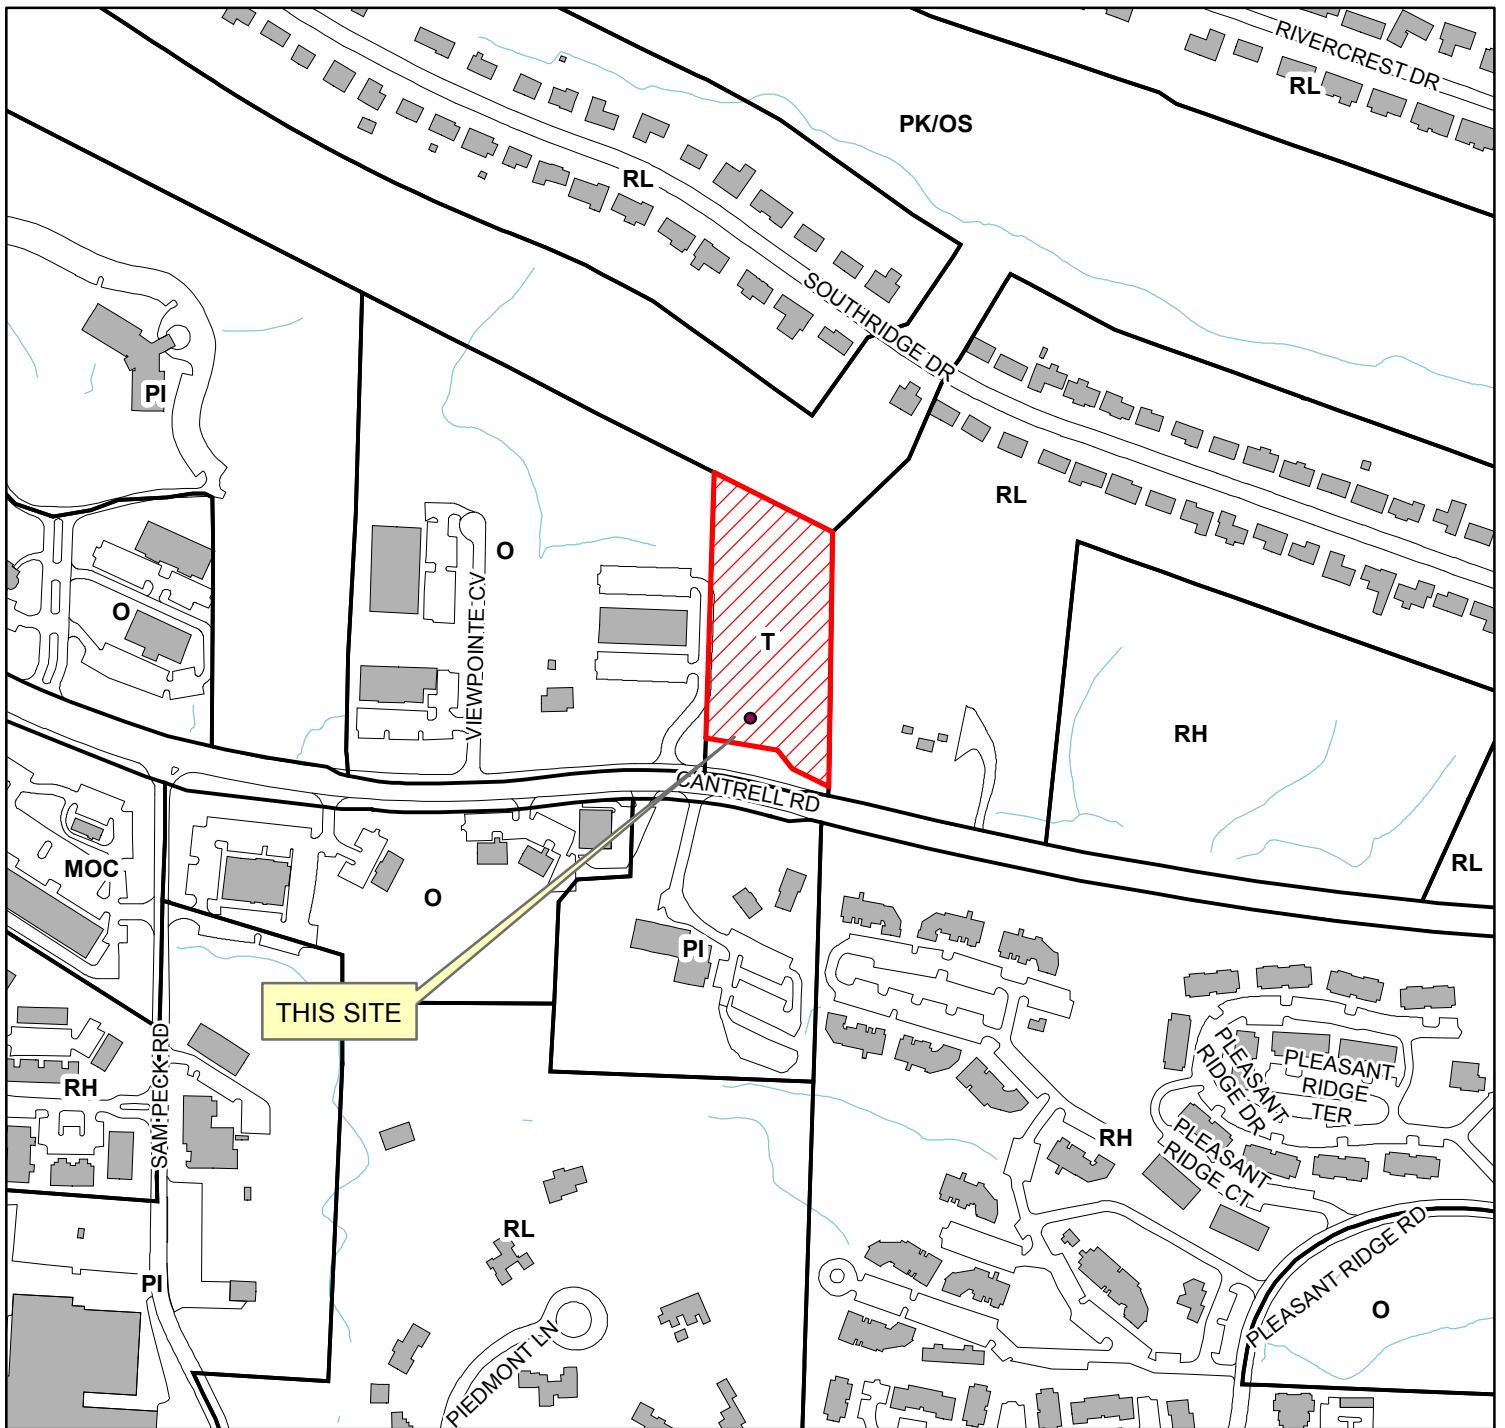 RIVERCREST DR
RL
PK/OS
RL
SOUTHRIDGE DR
PI
RL
O
VIEWPOINTE CV
O
T
RH
CANTRELL RD
RL
MOC
O
PI
THIS SITE
SAM PECK RD
RH
PLEASANT
RIDGE DR
PLEASANT
RIDGE
TER
PLEASANT
RIDGE CT
RH
RL
PI
PLEASANT RIDGE RD
O
PIEDMONT LN